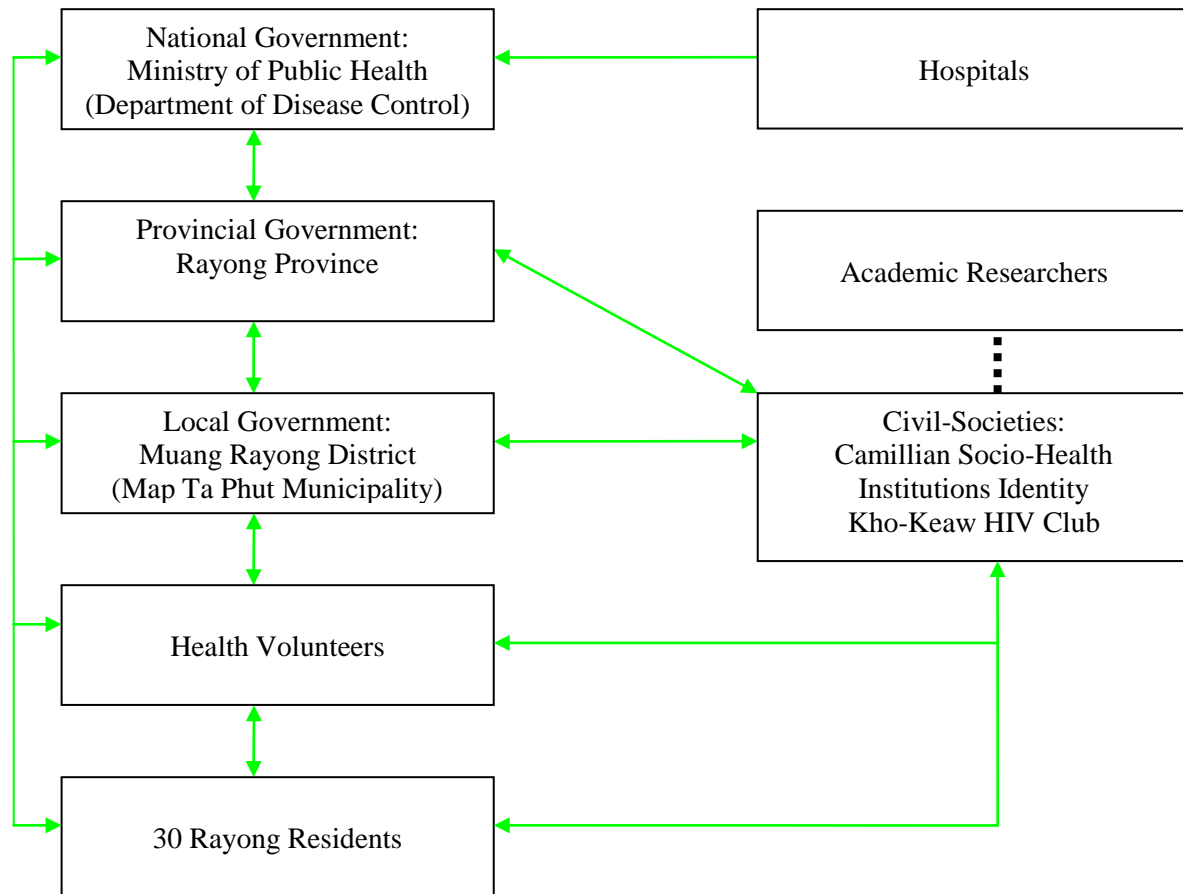 National Government:
Ministry of Public Health
(Department of Disease Control)
Hospitals
Provincial Government:
Rayong Province
Academic Researchers
Local Government:
Muang Rayong District
(Map Ta Phut Municipality)
Civil-Societies:
Camillian Socio-Health
Institutions Identity
Kho-Keaw HIV Club
Health Volunteers
30 Rayong Residents